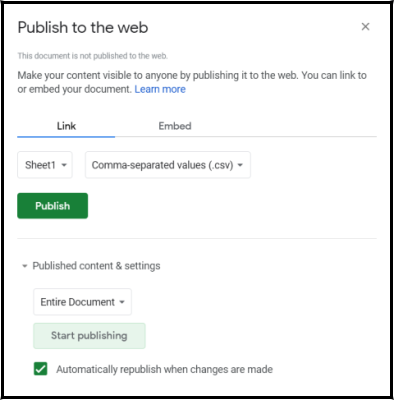 Publish to the web
This document is not published to the web.
Make your content visible to anyone by publishing it to the web. You can link to
or embed your document. Learn more
Link Embed
Sheet1 Comma-separated values (.csv)
Publish
Published content & settings
Entire Document
Start publishing
Automatically republish when changes are made